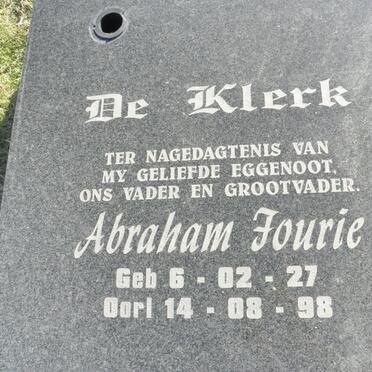 De Klerk
TER NAGEDAGTENIS VAN
MY GELIEFDE EGGENOOT,
ONS VADER EN GROOTVADER.
Abraham Fourie
Geb 6 - 02 - 27
Oorl 14 - 08 - 98